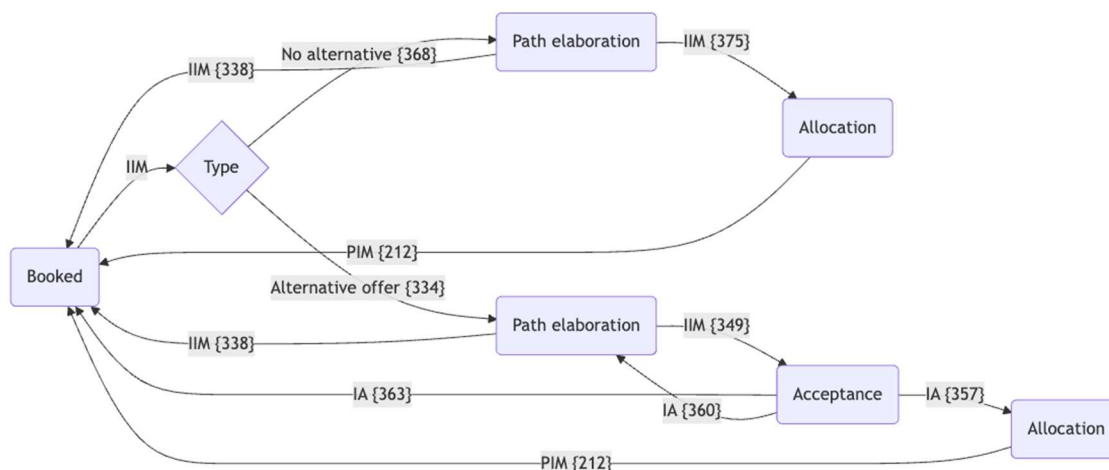 Path elaboration
IIM {375}
No alternative {368}
IIM {338}
Allocation
IIM
Type
PIM {212}
Booked
Alternative offer {334}
Path elaboration
IIM {349}
IIM {338}
IA {363}
Acceptance
IA {357}
IA {360}
Allocation
PIM {212}